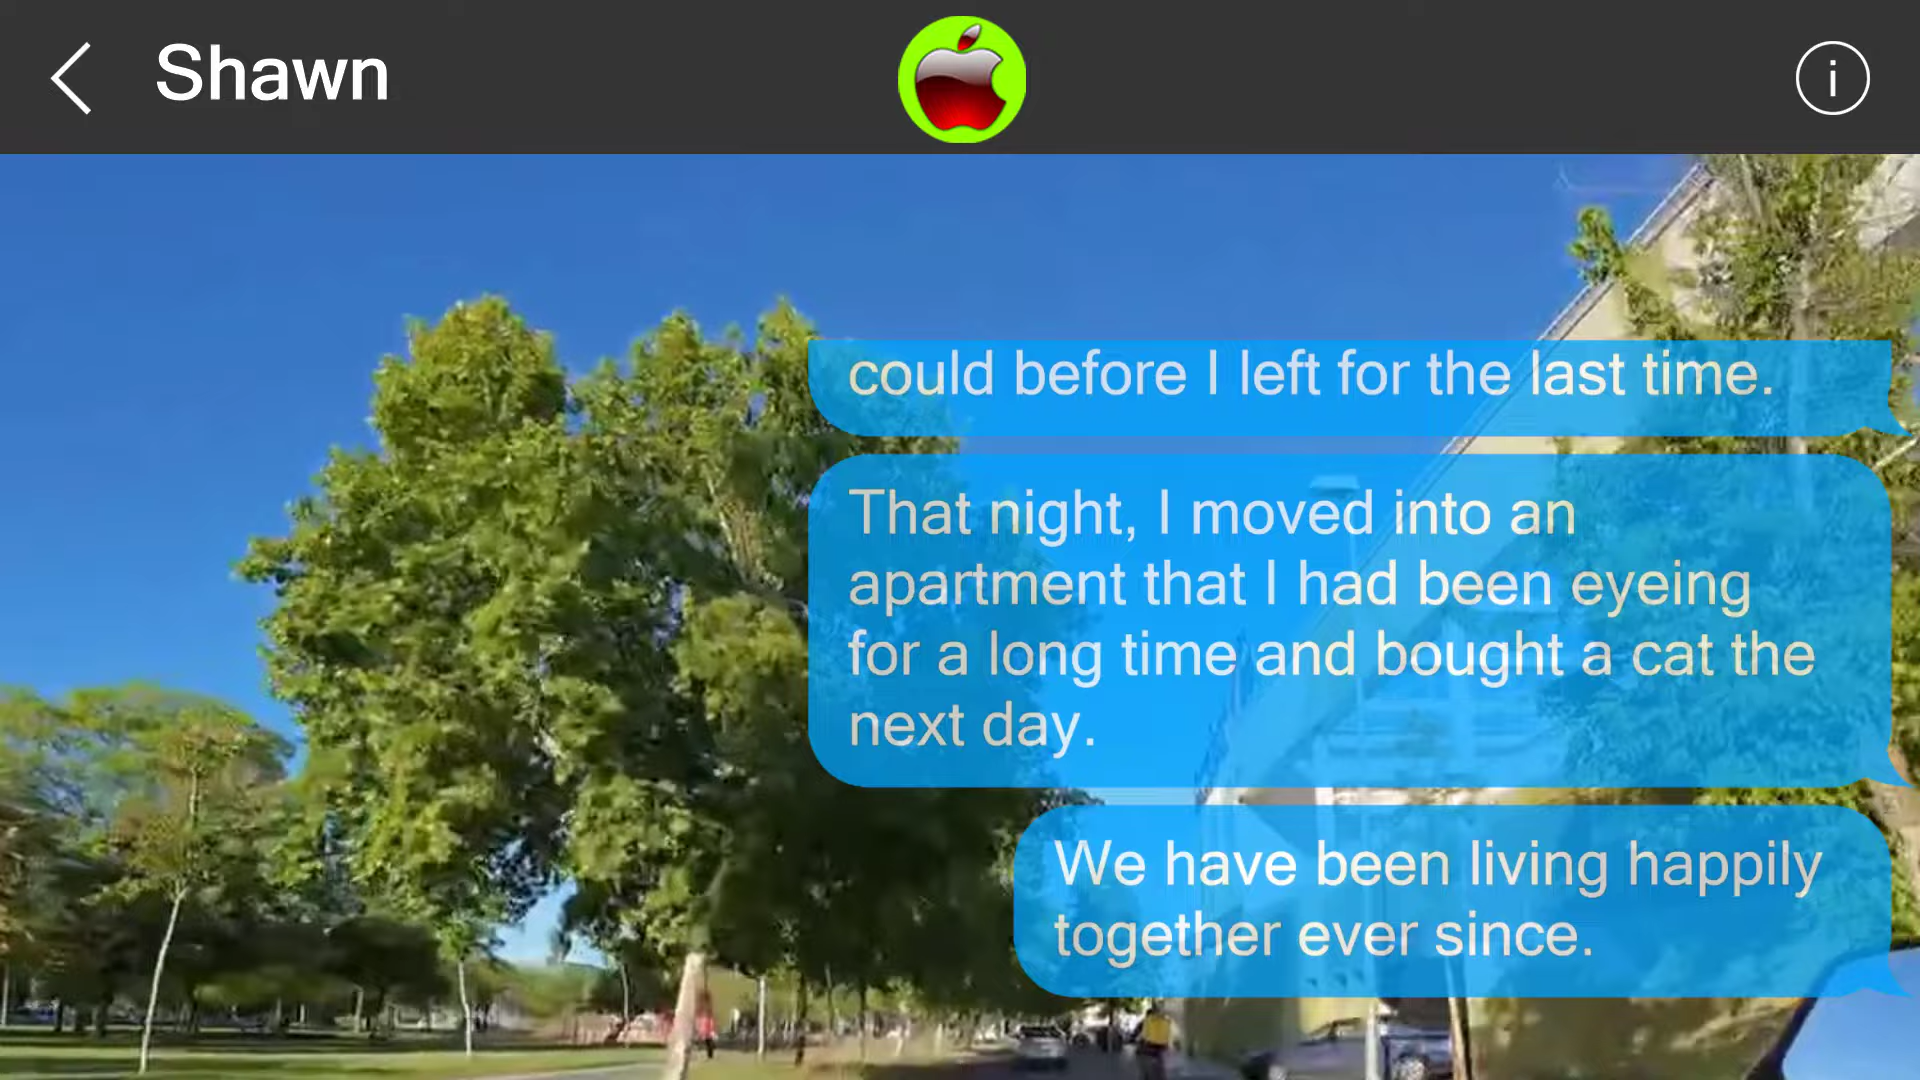 Shawn
could before I left for the last time.
That night, I moved into an
apartment that I had been eyeing
for a long time and bought a cat the
next day.
We have been living happily
together ever since.